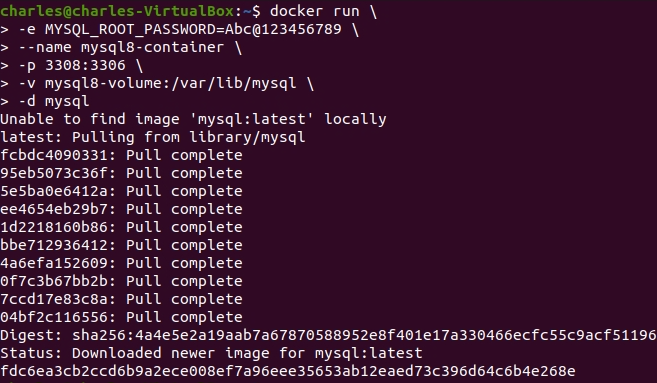 charles@charles-VirtualBox:~$ docker run \
> -e MYSQL_ROOT_PASSWORD=Abc@123456789 \
> --name mysql8-container \
> -p 3308:3306 \
> -v mysql8-volume:/var/lib/mysql \
> -d mysql
Unable to find image 'mysql:latest' locally
latest: Pulling from library/mysql
fcbdc4090331: Pull complete
95eb5073c36f: Pull complete
5e5ba0e6412a: Pull complete
ee4654eb29b7: Pull complete
1d2218160b86: Pull complete
bbe712936412: Pull complete
4a6efa152609: Pull complete
0f7c3b67bb2b: Pull complete
7ccd17e83c8a: Pull complete
04bf2c116556: Pull complete
Digest: sha256:4a4e5e2a19aab7a67870588952e8f401e17a330466ecfc55c9acf51196
Status: Downloaded newer image for mysql:latest
fdc6ea3cb2ccd6b9a2ece008ef7a96eee35653ab12eaed73c396d64c6b4e268e